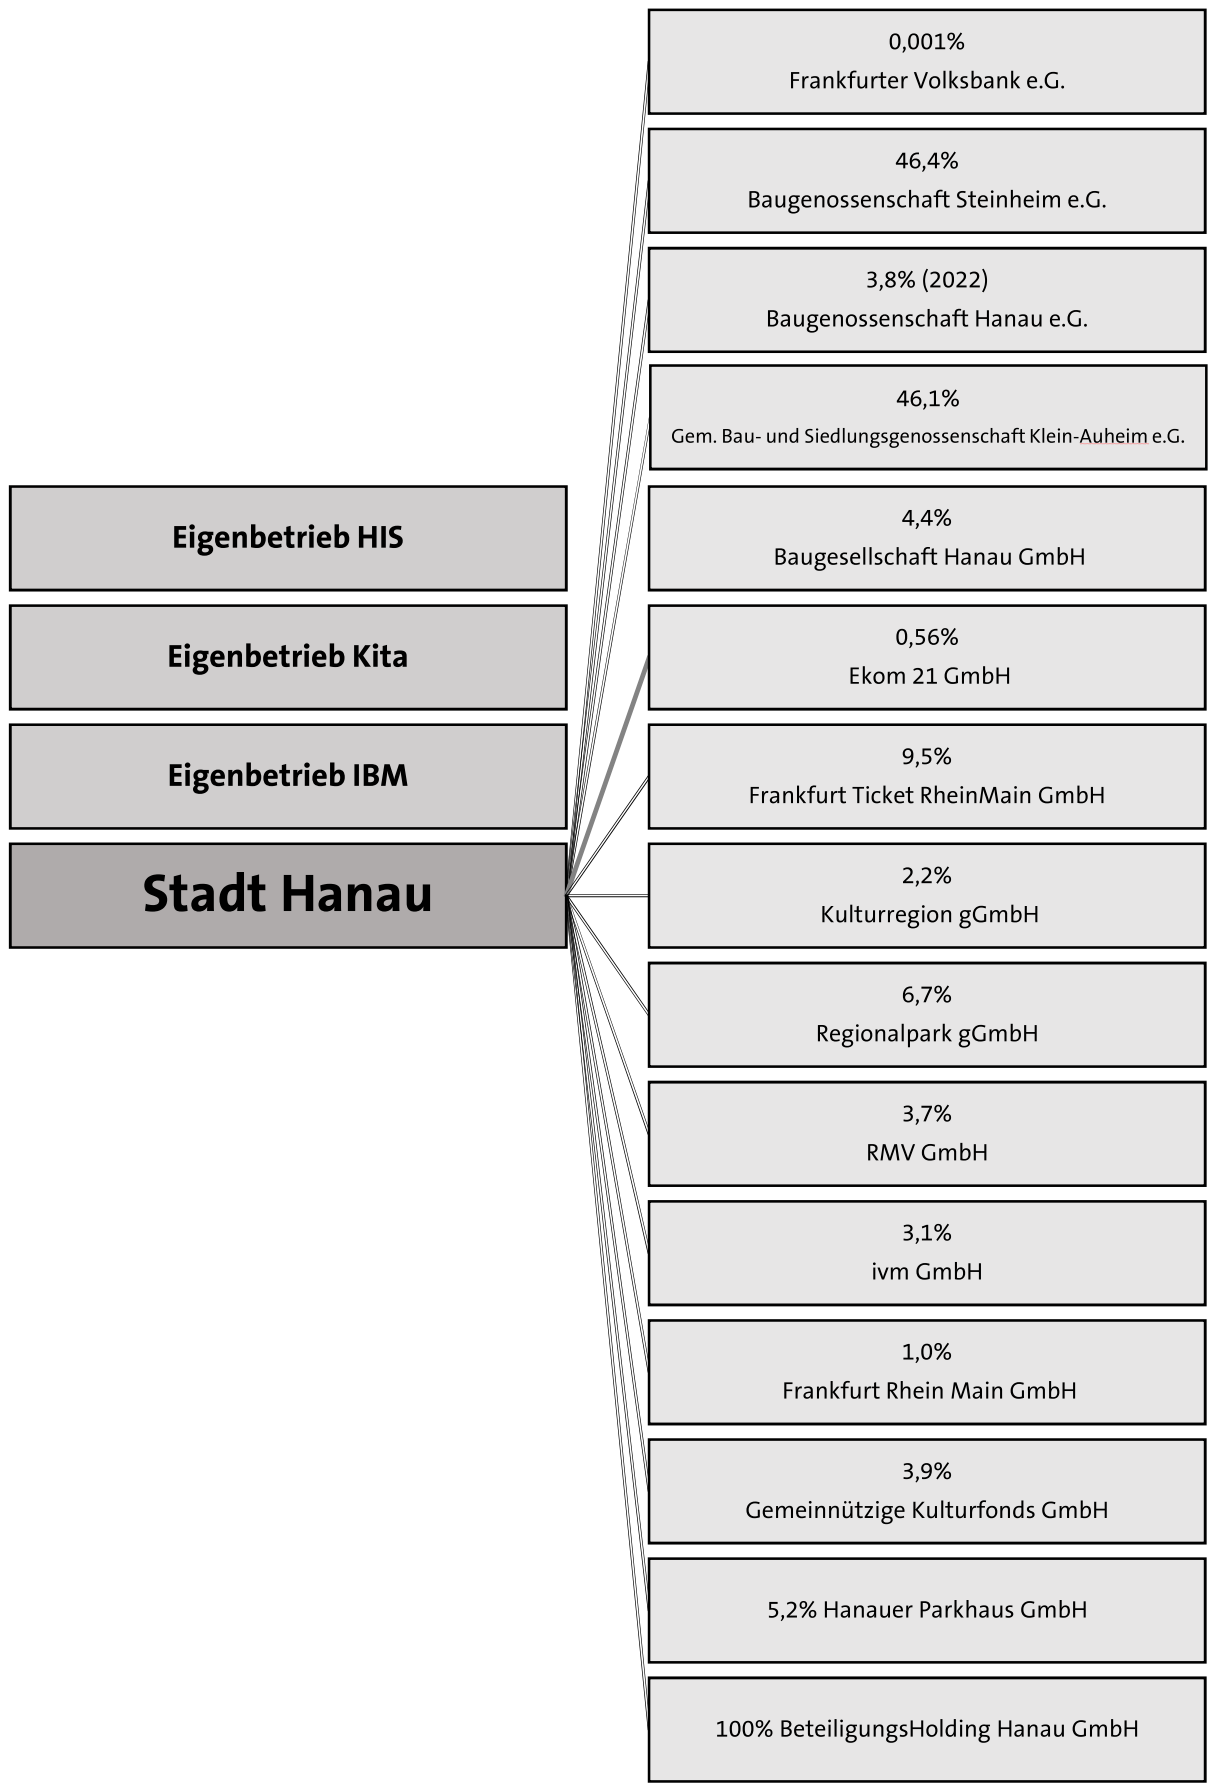 Eigenbetrieb HIS
Eigenbetrieb Kita
Eigenbetrieb IBM
Stadt Hanau
0,001%
Frankfurter Volksbank e.G.
46,4%
Baugenossenschaft Steinheim e.G.
3,8% (2022)
Baugenossenschaft Hanau e.G.
46,1%
Gem. Bau- und Siedlungsgenossenschaft Klein-Auheim e.G.
4,4%
Baugesellschaft Hanau GmbH
0,56%
Ekom 21 GmbH
9,5%
Frankfurt Ticket RheinMain GmbH
2,2%
Kulturregion gGmbH
6,7%
Regionalpark gGmbH
3,7%
RMV GmbH
3,1%
ivm GmbH
1,0%
Frankfurt Rhein Main GmbH
3,9%
Gemeinnützige Kulturfonds GmbH
5,2% Hanauer Parkhaus GmbH
100% BeteiligungsHolding Hanau GmbH